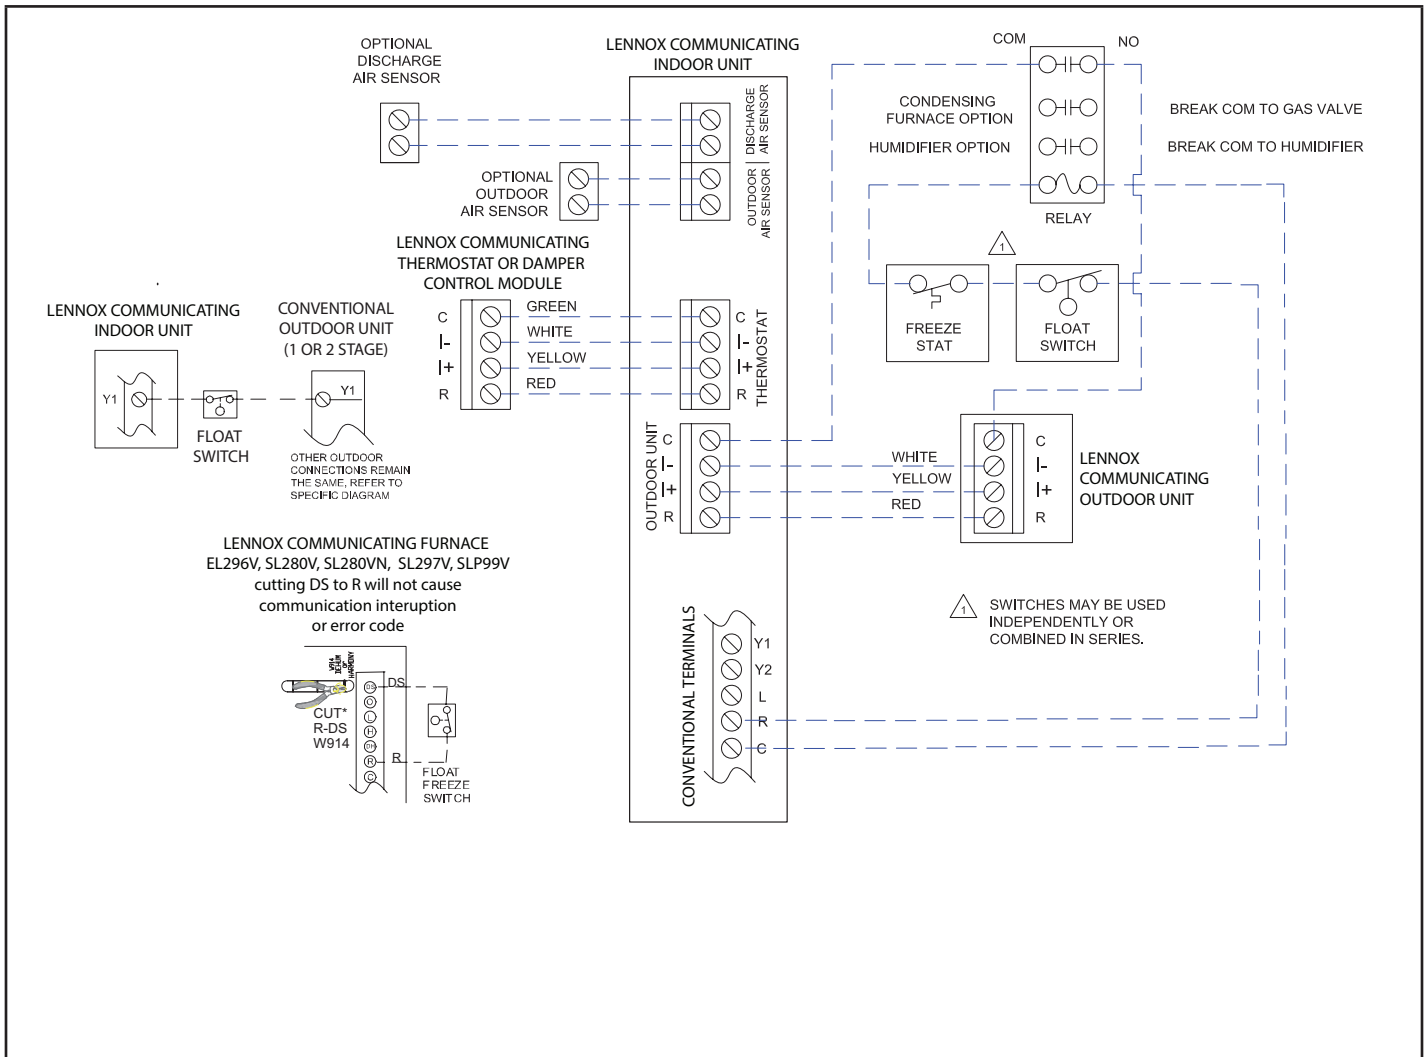 OPTIONAL
DISCHARGE
AIR SENSOR
LENNOX COMMUNICATING
INDOOR UNIT
DISCHARGE
AIR SENSOR
OUTDOOR
AIR SENSOR
OPTIONAL
OUTDOOR
AIR SENSOR
COM
NO
CONDENSING
FURNACE OPTION
BREAK COM TO GAS VALVE
HUMIDIFIER OPTION
BREAK COM TO HUMIDIFIER
RELAY
1
FREEZE
STAT
FLOAT
SWITCH
LENNOX COMMUNICATING
THERMOSTAT OR DAMPER
CONTROL MODULE
C
I-
I+
R
GREEN
WHITE
YELLOW
RED
C
I-
I+
R
THERMOSTAT
LENNOX COMMUNICATING
INDOOR UNIT
Y1
FLOAT
SWITCH
CONVENTIONAL
OUTDOOR UNIT
(1 OR 2 STAGE)
Y1
OTHER OUTDOOR
CONNECTIONS REMAIN
THE SAME, REFER TO
SPECIFIC DIAGRAM
OUTDOOR UNIT
C
I-
I+
R
WHITE
YELLOW
RED
C
I-
I+
R
LENNOX
COMMUNICATING
OUTDOOR UNIT
LENNOX COMMUNICATING FURNACE
EL296V, SL280V, SL280VN, SL297V, SLP99V
cutting DS to R will not cause
communication interuption
or error code
W914
DEHUM
OR
HARMONY
CUT*
R-DS
W914
DS
O
L
H
DH
R
C
DS
R
FLOAT
FREEZE
SWITCH
CONVENTIONAL TERMINALS
Y1
Y2
L
R
C
1
SWITCHES MAY BE USED
INDEPENDENTLY OR
COMBINED IN SERIES.